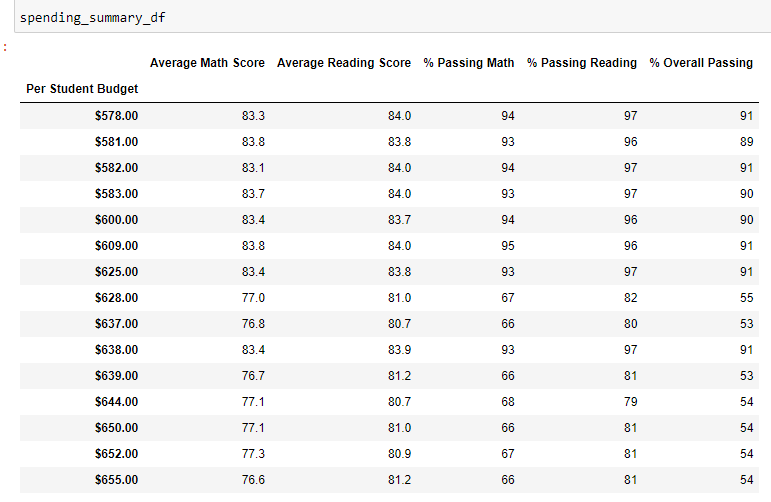 spending_summary_df
:
Average Math Score Average Reading Score % Passing Math % Passing Reading % Overall Passing
Per Student Budget
$578.00 83.3 84.0 94 97 91
$581.00 83.8 83.8 93 96 89
$582.00 83.1 84.0 94 97 91
$583.00 83.7 84.0 93 97 90
$600.00 83.4 83.7 94 96 90
$609.00 83.8 84.0 95 96 91
$625.00 83.4 83.8 93 97 91
$628.00 77.0 81.0 67 82 55
$637.00 76.8 80.7 66 80 53
$638.00 83.4 83.9 93 97 91
$639.00 76.7 81.2 66 81 53
$644.00 77.1 80.7 68 79 54
$650.00 77.1 81.0 66 81 54
$652.00 77.3 80.9 67 81 54
$655.00 76.6 81.2 66 81 54